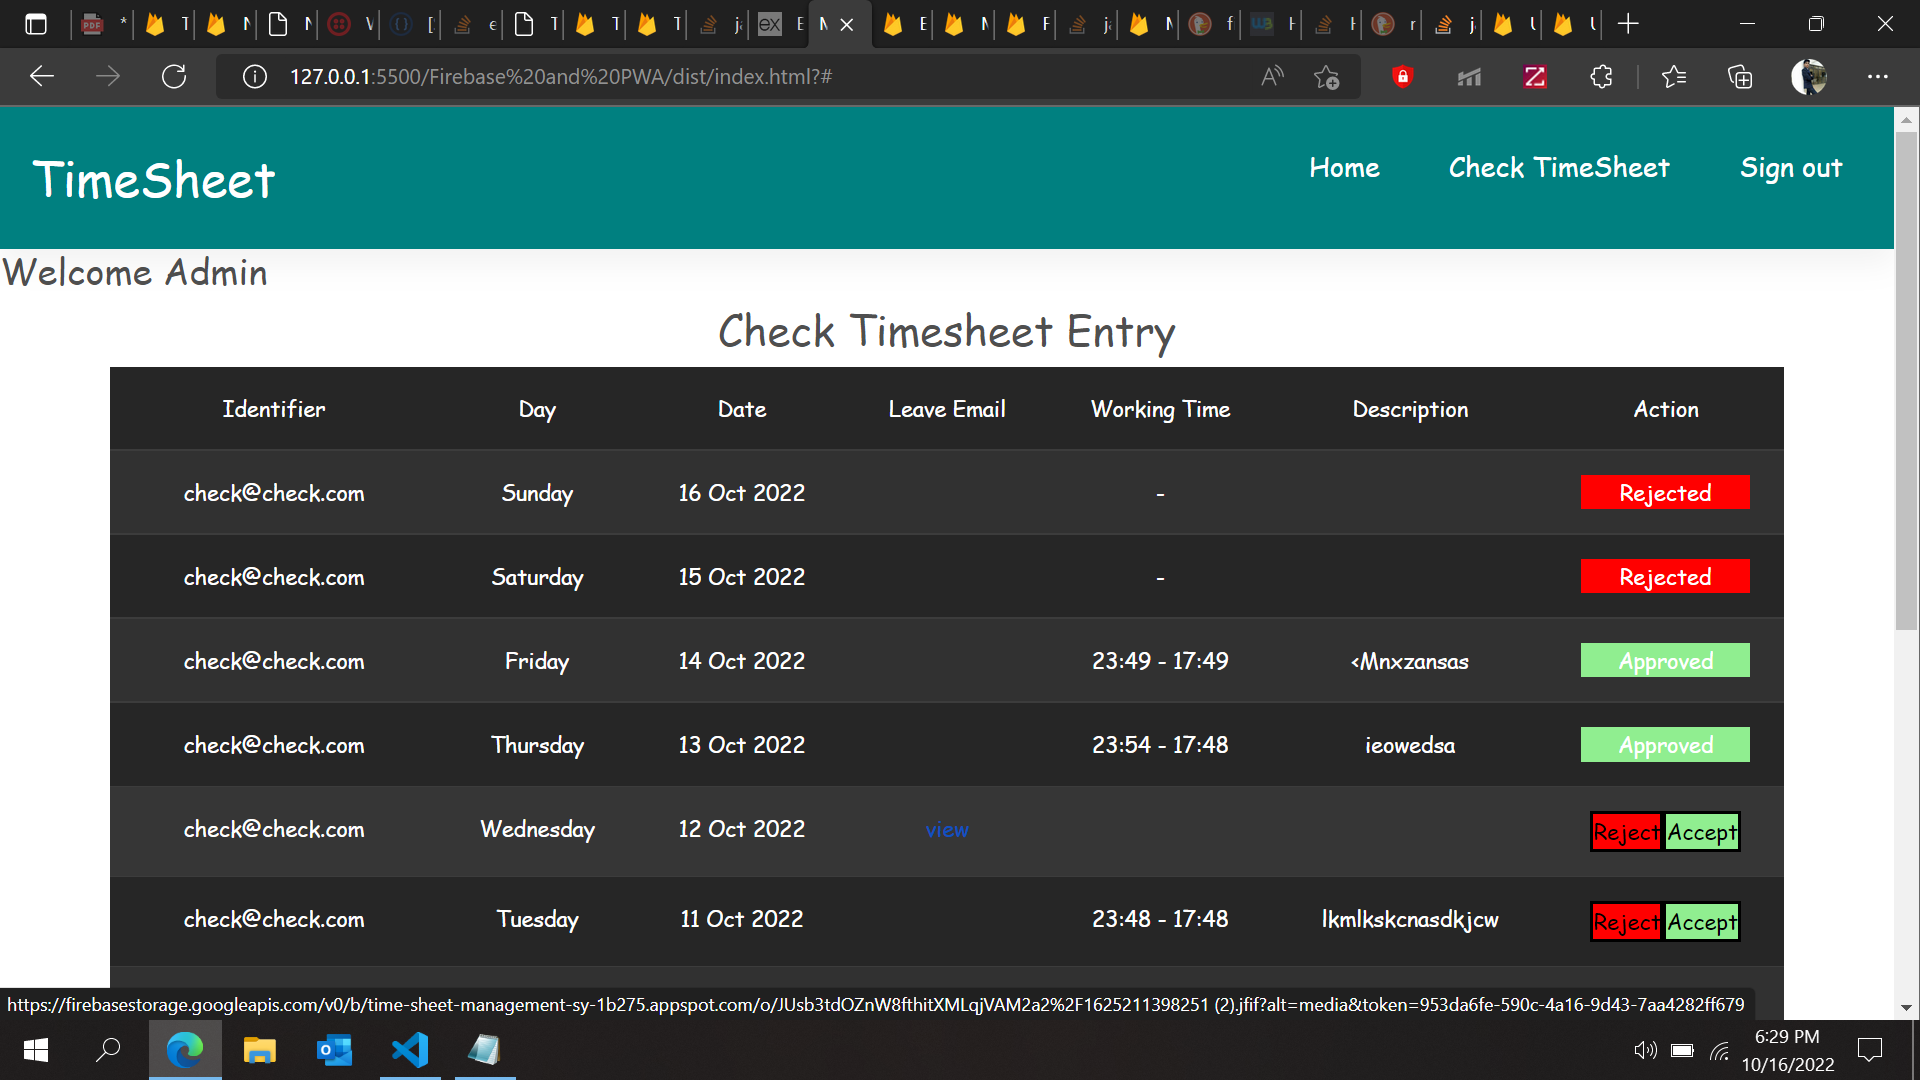 127.0.0.1:5500/Firebase%20and%20PWA/dist/index.html?#
TimeSheet
Home Check TimeSheet Sign out
Welcome Admin
Check Timesheet Entry
Identifier Day Date Leave Email Working Time Description Action
check@check.com Sunday 16 Oct 2022 - Rejected
check@check.com Saturday 15 Oct 2022 - Rejected
check@check.com Friday 14 Oct 2022 23:49 - 17:49 <Mnxzansas Approved
check@check.com Thursday 13 Oct 2022 23:54 - 17:48 ieowedsa Approved
check@check.com Wednesday 12 Oct 2022 view Reject Accept
check@check.com Tuesday 11 Oct 2022 23:48 - 17:48 lkmlkskcnasdkjcw Reject Accept
https://firebasestorage.googleapis.com/v0/b/time-sheet-management-sy-1b275.appspot.com/o/JUsb3tdOZnW8fthitXMLqjVAM2a2%2F1625211398251 (2).jfif?alt=media&token=953da6fe-590c-4a16-9d43-7aa4282ff679
6:29 PM
10/16/2022